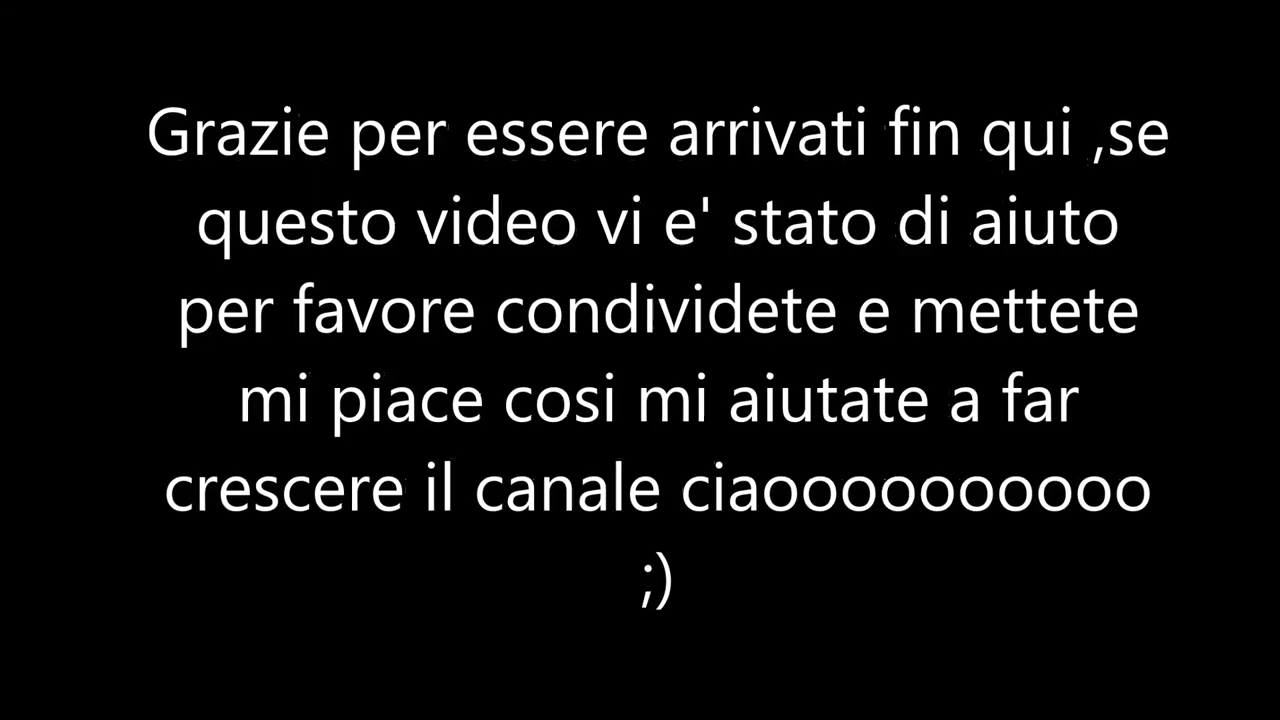 Grazie per essere arrivati fin qui ,se
questo video vi e' stato di aiuto
per favore condividete e mettete
mi piace cosi mi aiutate a far
crescere il canale ciaooooooooooo
;)